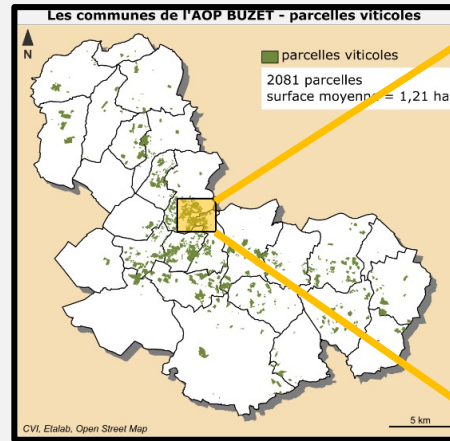 Les communes de l'AOP BUZET - parcelles viticoles
N
parcelles viticoles
2081 parcelles
surface moyenne = 1,21 ha
5 km
CVI, Etalab, Open Street Map